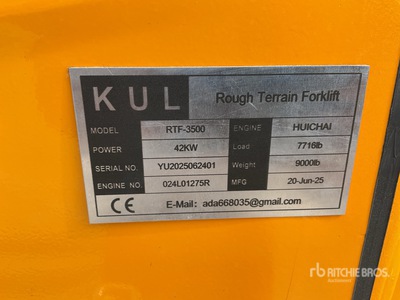 KUL Rough Terrain Forklift
MODEL RTF-3500 ENGINE HUICHAI
POWER 42KW Load 7716lb
SERIAL NO. YU2025062401 Weight 9000lb
ENGINE NO. 024L01275R MFG 20-Jun-25
CE E-Mail: ada668035@gmail.com
rb RITCHIE BROS.